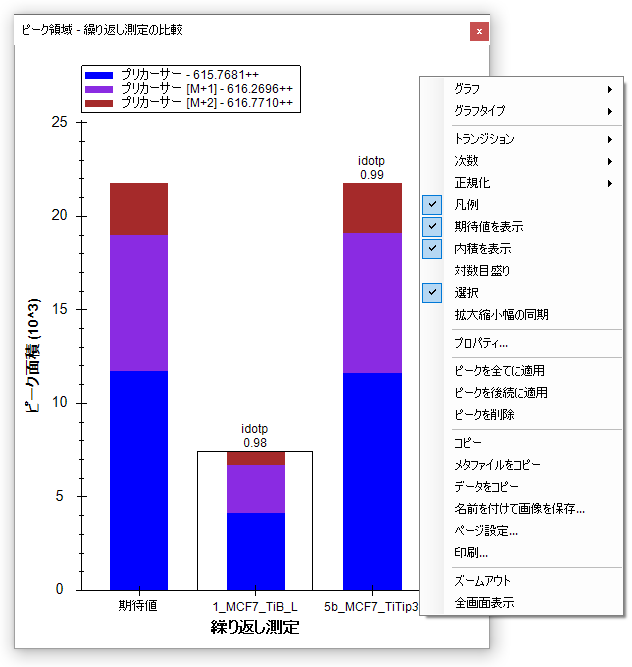 ピーク領域 - 繰り返し測定の比較
x
プリカーサー - 615.7681++
プリカーサー [M+1] - 616.2696++
プリカーサー [M+2] - 616.7710++
25
20
15
10
5
0
ピーク面積 (10^3)
idotp
0.98
idotp
0.99
期待値
1_MCF7_TiB_L
5b_MCF7_TiTip3
繰り返し測定
グラフ
グラフタイプ
トランジション
次数
正規化
凡例
期待値を表示
内積を表示
対数目盛り
選択
拡大縮小幅の同期
プロパティ...
ピークを全てに適用
ピークを後続に適用
ピークを削除
コピー
メタファイルをコピー
データをコピー
名前を付けて画像を保存...
ページ設定...
印刷...
ズームアウト
全画面表示